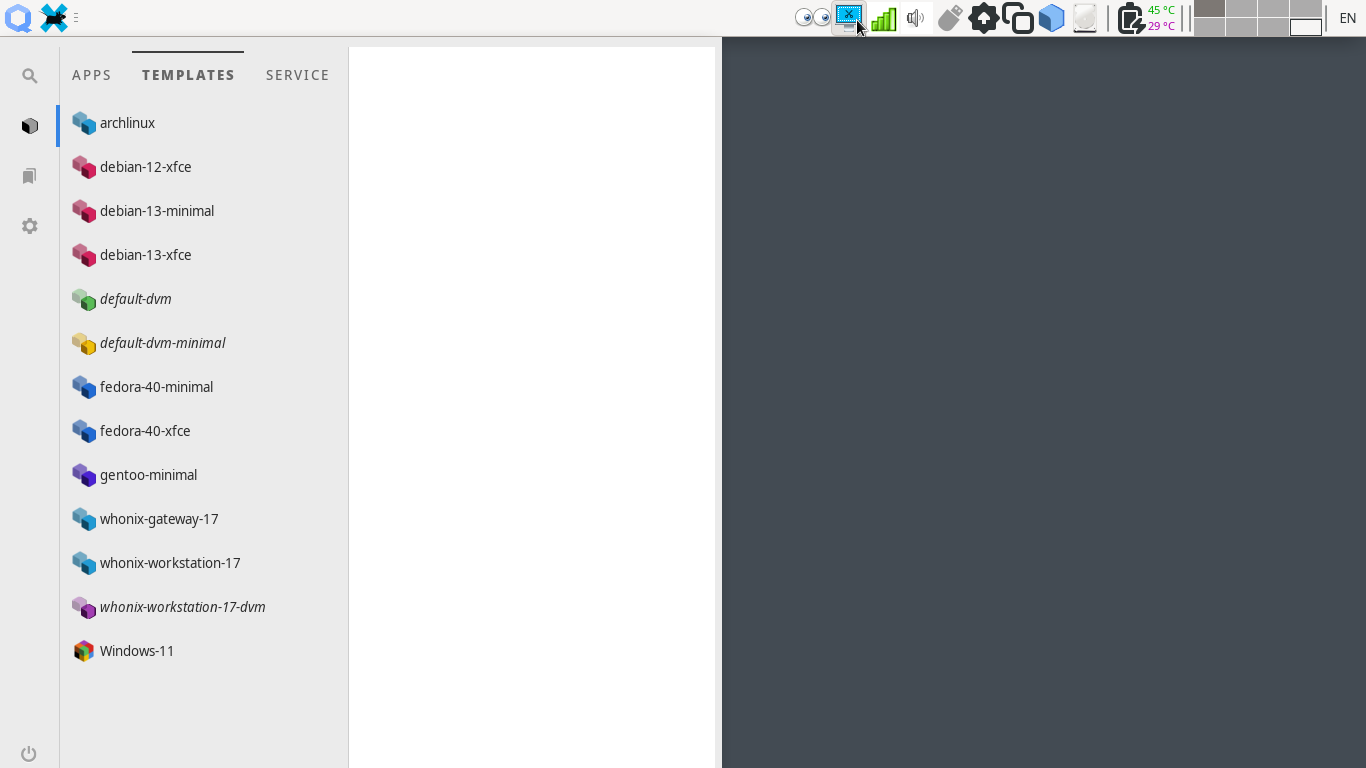 45 °C
29 °C
EN
APPS TEMPLATES SERVICE
archlinux
debian-12-xfce
debian-13-minimal
debian-13-xfce
default-dvm
default-dvm-minimal
fedora-40-minimal
fedora-40-xfce
gentoo-minimal
whonix-gateway-17
whonix-workstation-17
whonix-workstation-17-dvm
Windows-11